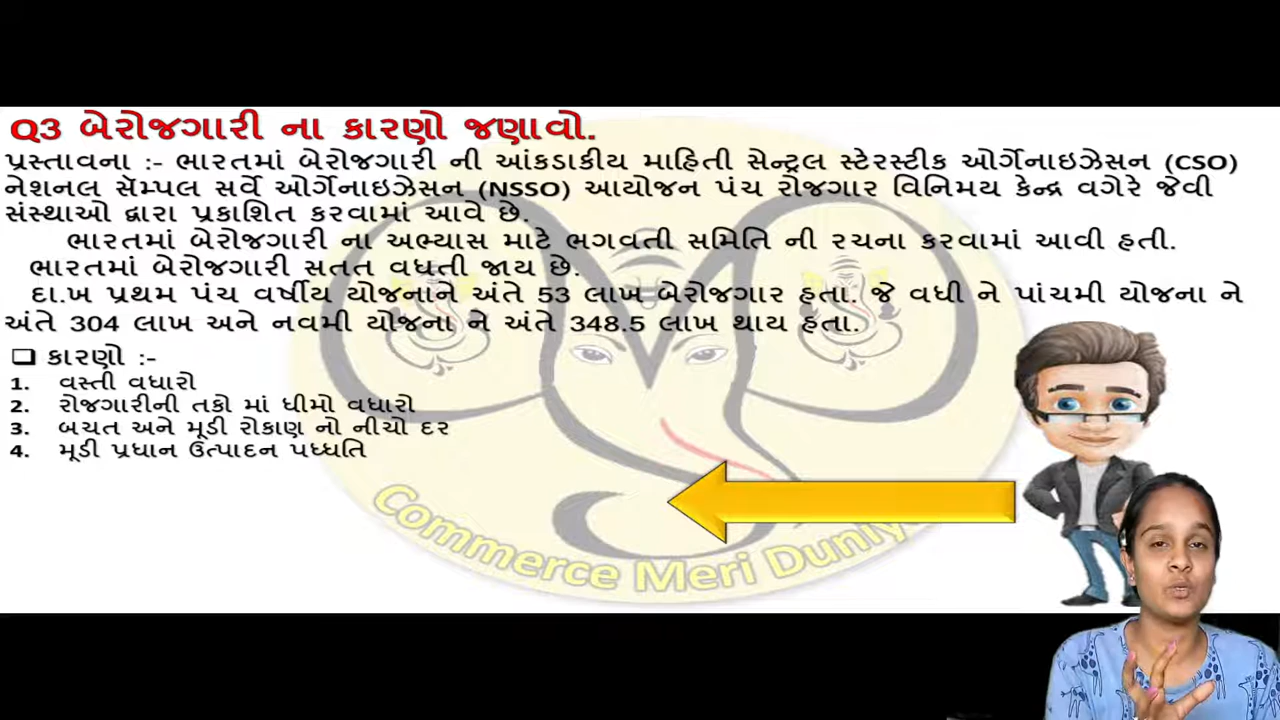 Q3 બેરોજગારી ના કારણો જણાવો.
પ્રસ્તાવના :- ભારતમાં બેરોજગારી ની આંકડાકીય માહિતી સેન્ટ્રલ સ્ટેરસ્ટીક ઓર્ગેનાઇઝેસન (CSO)
નેશનલ સૅમ્પલ સર્વે ઓર્ગેનાઇઝેસન (NSSO) આયોજન પંચ રોજગાર વિનિમય કેન્દ્ર વગેરે જેવી
સંસ્થાઓ દ્વારા પ્રકાશિત કરવામાં આવે છે.
ભારતમાં બેરોજગારી ના અભ્યાસ માટે ભગવતી સમિતિ ની રચના કરવામાં આવી હતી.
ભારતમાં બેરોજગારી સતત વધતી જાય છે.
દા.ખ પ્રથમ પંચ વર્ષીય યોજનાને અંતે 53 લાખ બેરોજગાર હતા. જે વધી ને પાંચમી યોજના ને
અંતે 304 લાખ અને નવમી યોજના ને અંતે 348.5 લાખ થાય હતા.
❑ કારણો :-
1. વસ્તી વધારો
2. રોજગારીની તકો માં ધીમો વધારો
3. બચત અને મૂડી રોકાણ નો નીચો દર
4. મૂડી પ્રધાન ઉત્પાદન પધ્ધતિ
Commerce Meri Duniya